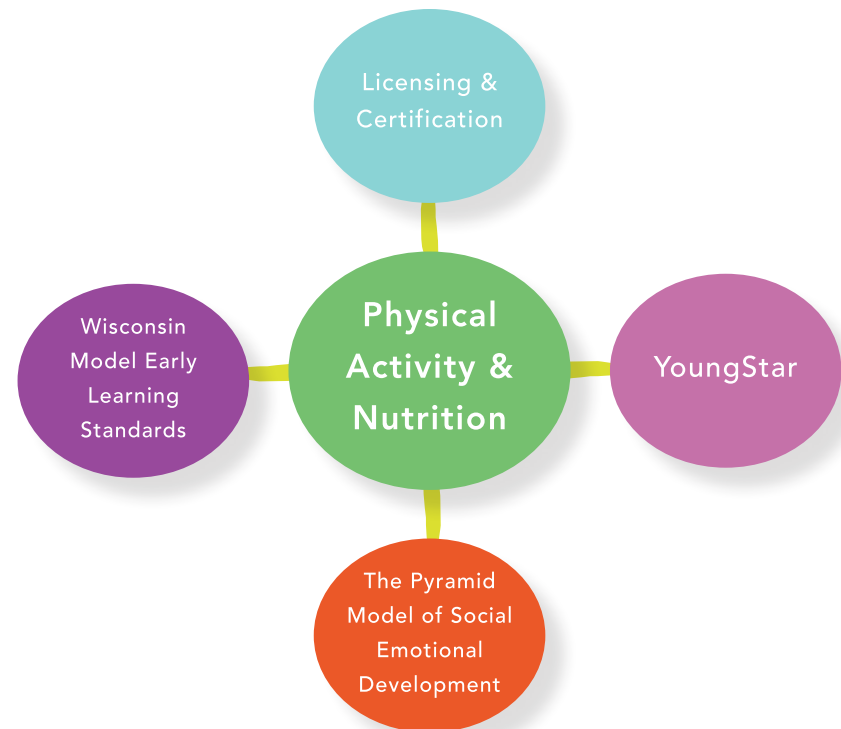 Licensing &
Certification
Physical
Activity &
Nutrition
Wisconsin
Model Early
Learning
Standards
YoungStar
The Pyramid
Model of Social
Emotional
Development